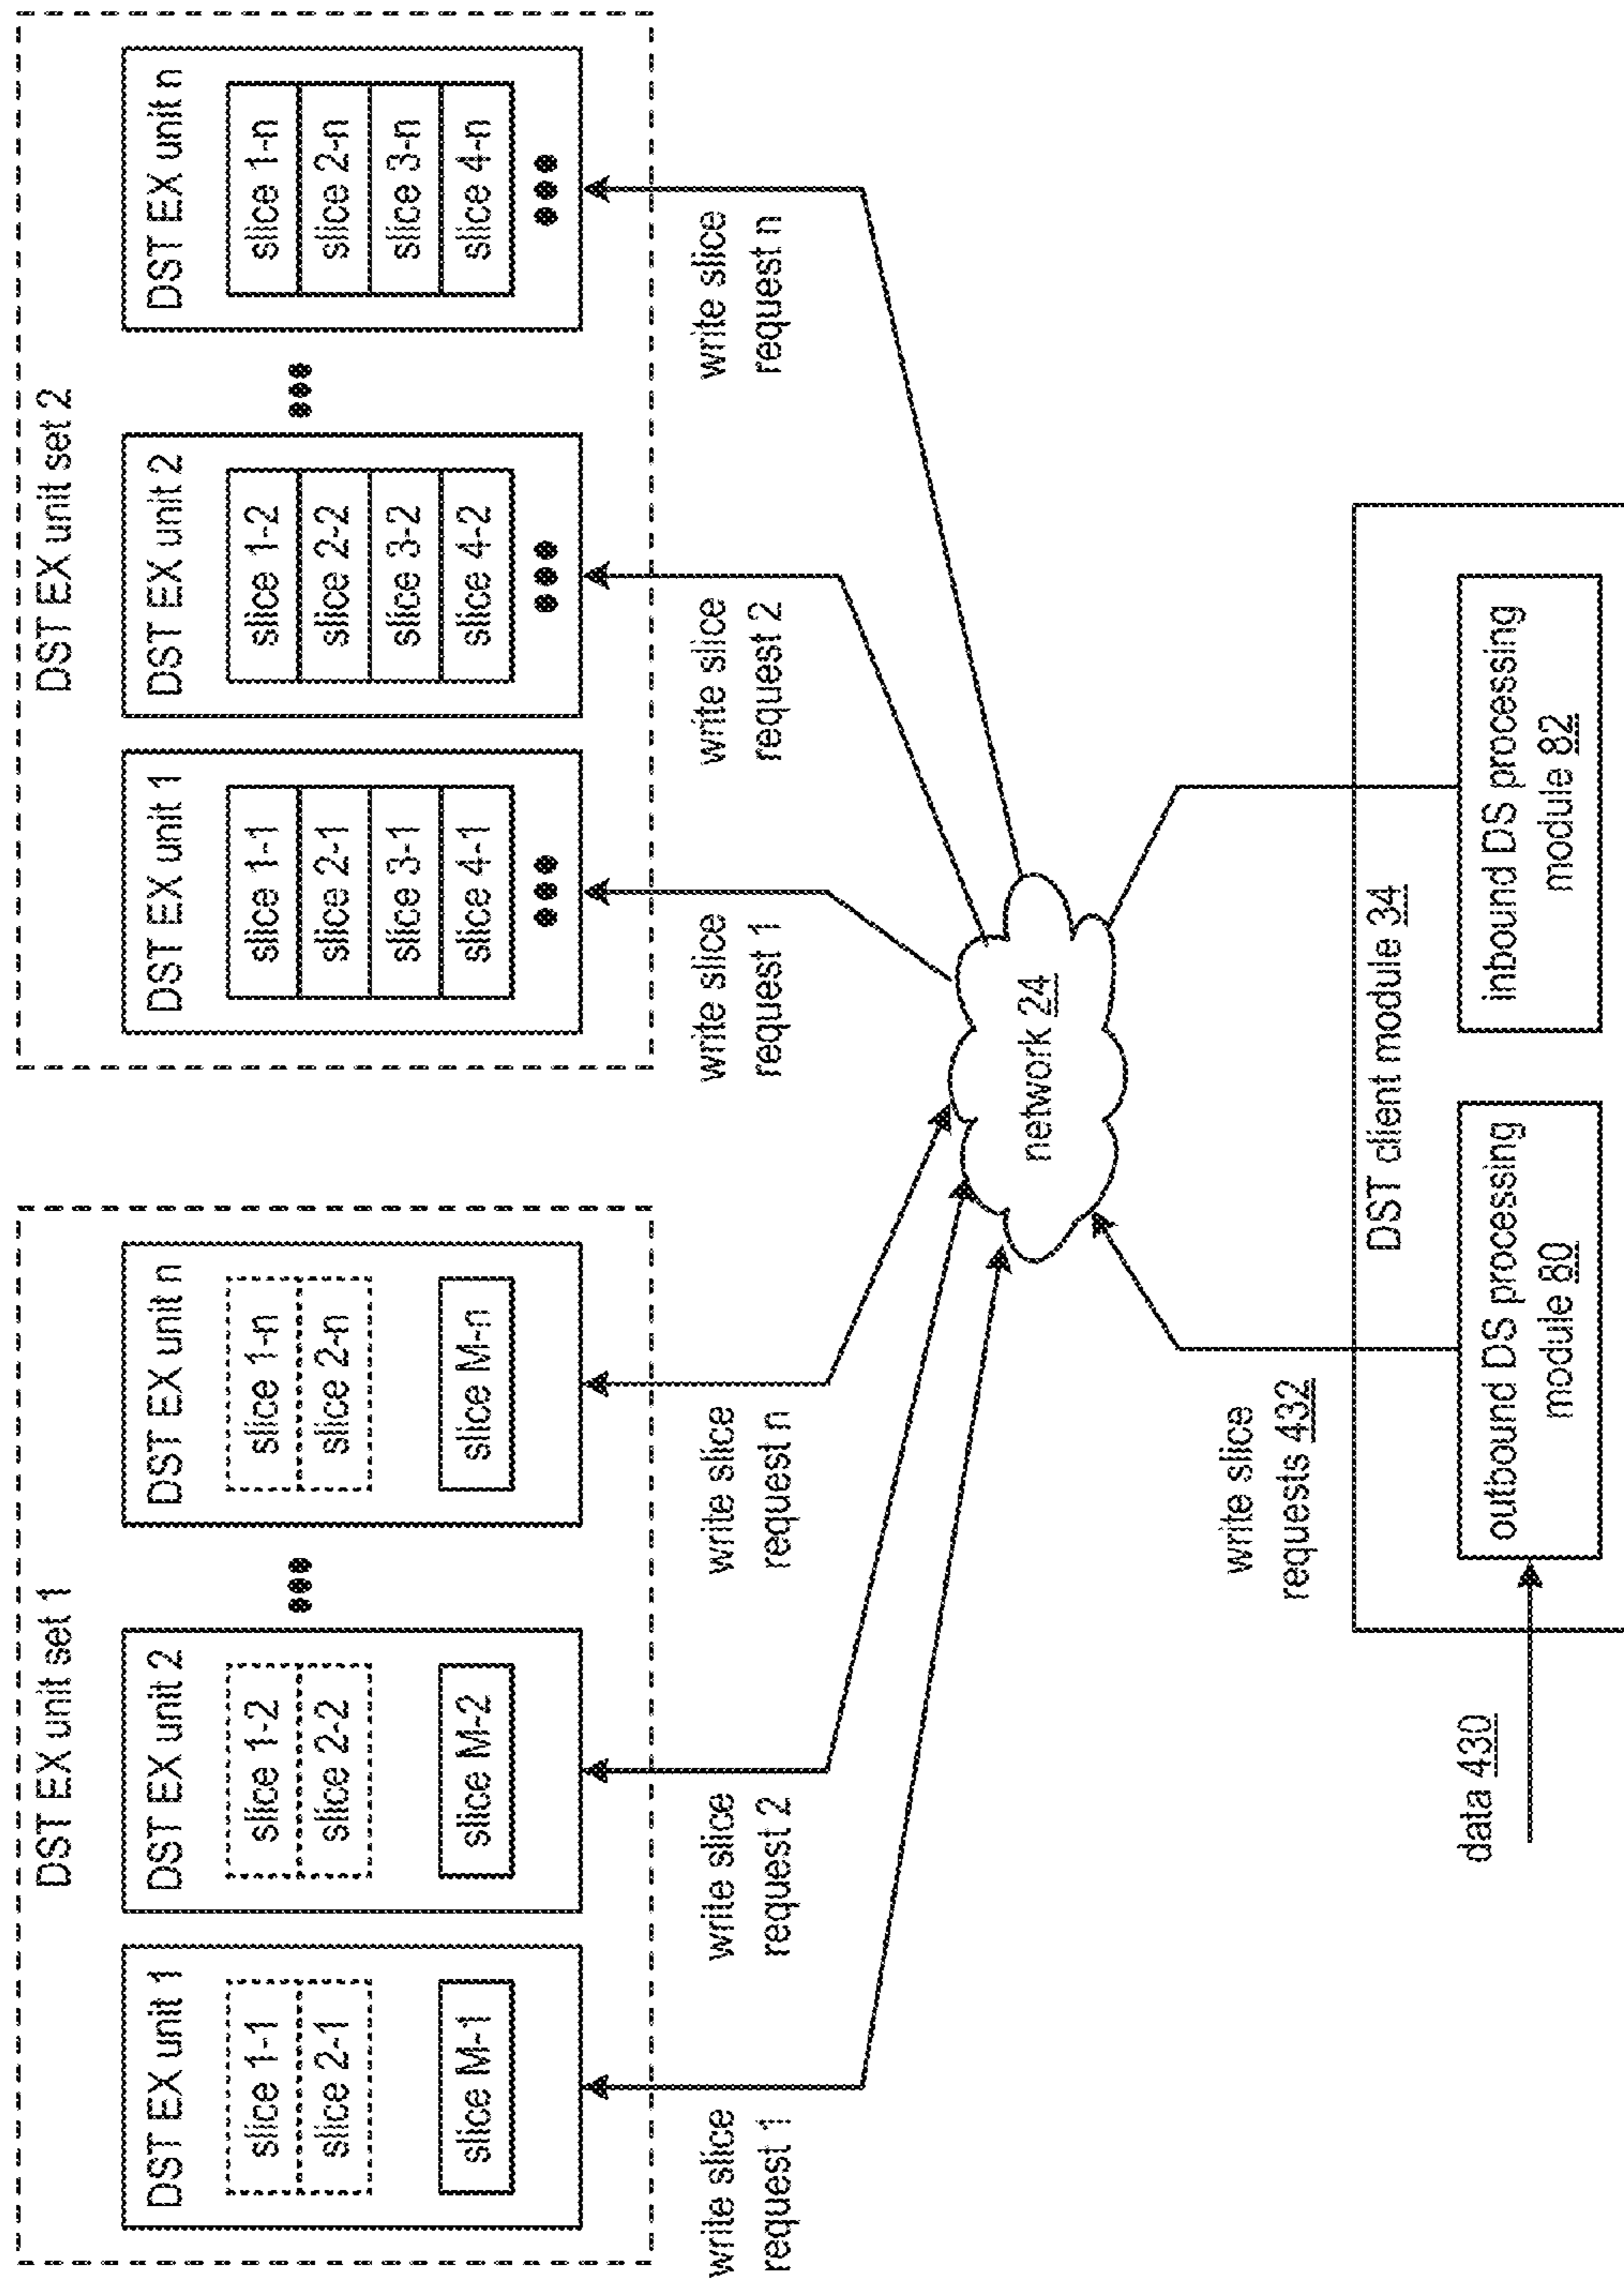 DST EX unit set 1
DST EX unit 1
slice 1-1
slice 2-1
slice M-1
DST EX unit 2
slice 1-2
slice 2-2
slice M-2
DST EX unit n
slice 1-n
slice 2-n
slice M-n
DST EX unit set 2
DST EX unit 1
slice 1-1
slice 2-1
slice 3-1
slice 4-1
DST EX unit 2
slice 1-2
slice 2-2
slice 3-2
slice 4-2
DST EX unit n
slice 1-n
slice 2-n
slice 3-n
slice 4-n
write slice
request 1
write slice
request 2
write slice
request n
write slice
request 1
write slice
request 2
write slice
request n
network 24
write slice
requests 432
DST client module 34
data 430
outbound DS processing
module 80
inbound DS processing
module 82